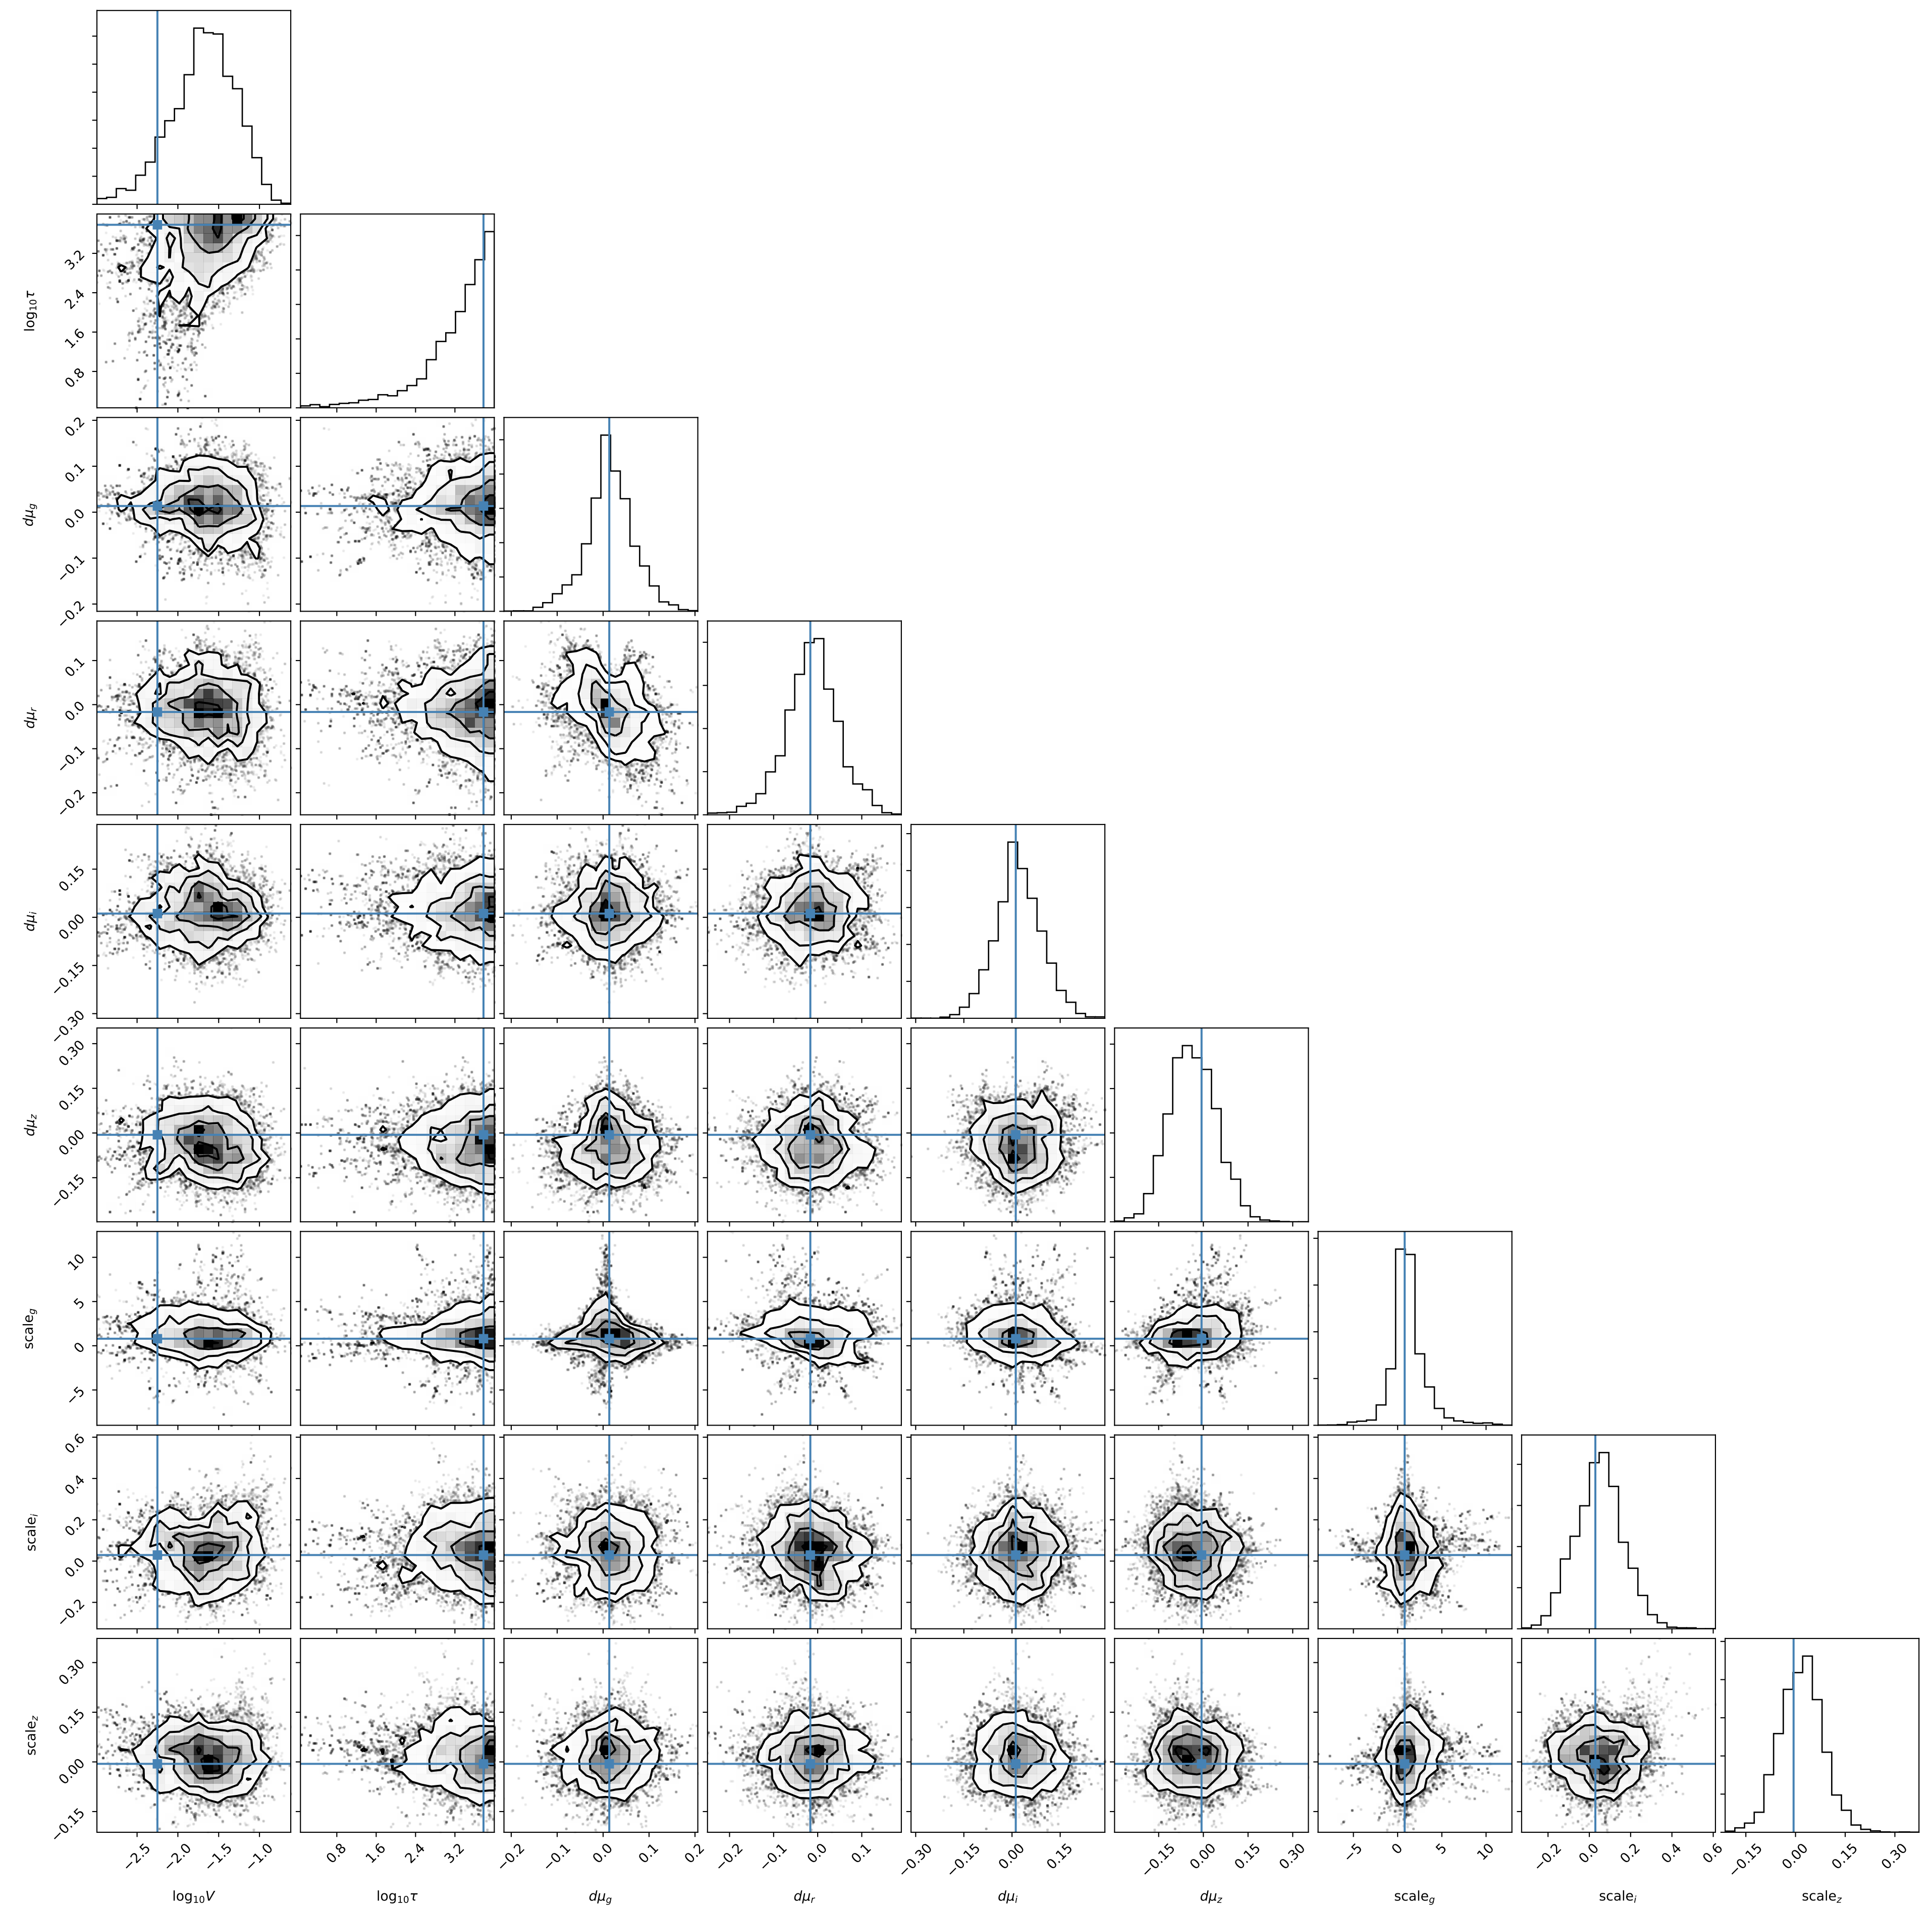 log₁₀τ
3.2
2.4
1.6
0.8
dμ_g
0.2
0.1
0.0
−0.1
−0.2
dμ_r
0.1
0.0
−0.1
−0.2
dμ_i
0.15
0.00
−0.15
−0.30
dμ_z
0.30
0.15
0.00
−0.15
scale_g
10
5
0
−5
scale_i
0.6
0.4
0.2
0.0
−0.2
scale_z
0.30
0.15
0.00
−0.15
−2.5 −2.0 −1.5 −1.0
0.8 1.6 2.4 3.2
−0.2 −0.1 0.0 0.1 0.2
−0.2 −0.1 0.0 0.1
−0.30 −0.15 0.00 0.15
−0.15 0.00 0.15 0.30
−5 0 5 10
−0.2 0.0 0.2 0.4 0.6
−0.15 0.00 0.15 0.30
log₁₀V log₁₀τ dμ_g dμ_r dμ_i dμ_z scale_g scale_i scale_z